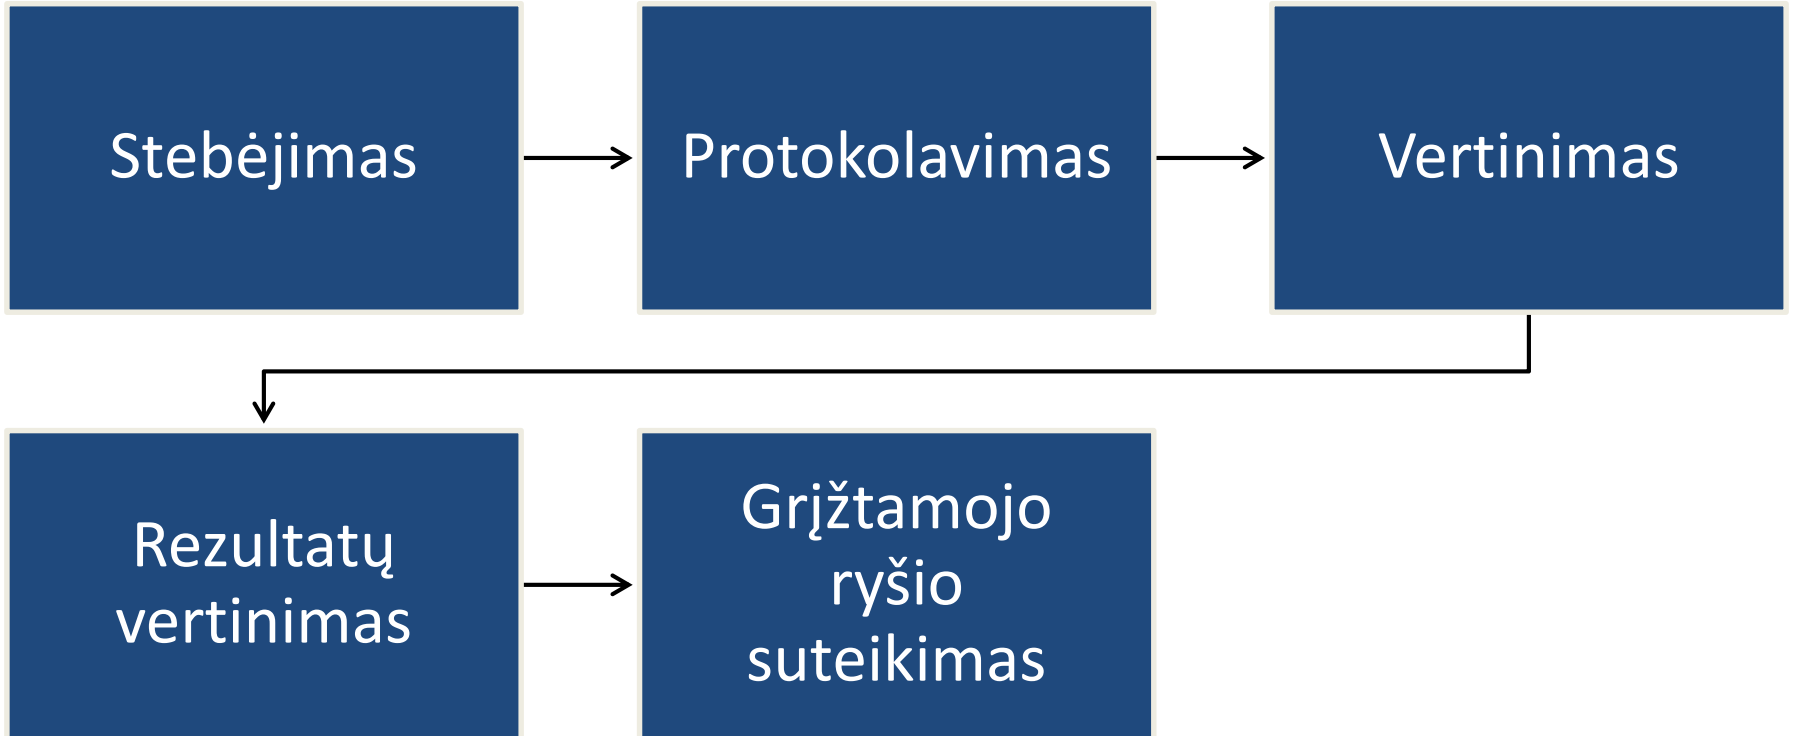 Stebėjimas
Protokolavimas
Vertinimas
Rezultatų
vertinimas
Grįžtamojo
ryšio
suteikimas